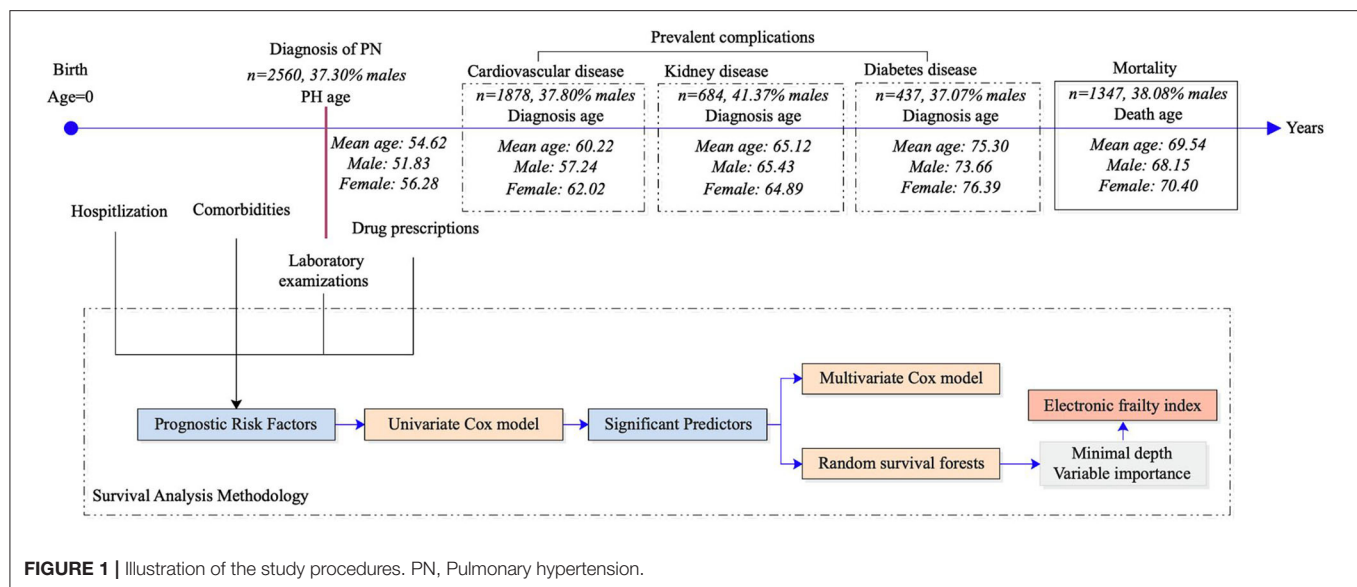 Prevalent complications
Diagnosis of PN
n=2560, 37.30% males
PH age
Birth
Age=0
Cardiovascular disease
n=1878, 37.80% males
Diagnosis age
Kidney disease
n=684, 41.37% males
Diagnosis age
Diabetes disease
n=437, 37.07% males
Diagnosis age
Mortality
n=1347, 38.08% males
Death age
Years
Mean age: 54.62
Male: 51.83
Female: 56.28
Mean age: 60.22
Male: 57.24
Female: 62.02
Mean age: 65.12
Male: 65.43
Female: 64.89
Mean age: 75.30
Male: 73.66
Female: 76.39
Mean age: 69.54
Male: 68.15
Female: 70.40
Hospitlization
Comorbidities
Drug prescriptions
Laboratory
examizations
Prognostic Risk Factors
Univariate Cox model
Significant Predictors
Multivariate Cox model
Random survival forests
Electronic frailty index
Minimal depth
Variable importance
Survival Analysis Methodology
FIGURE 1 | Illustration of the study procedures. PN, Pulmonary hypertension.